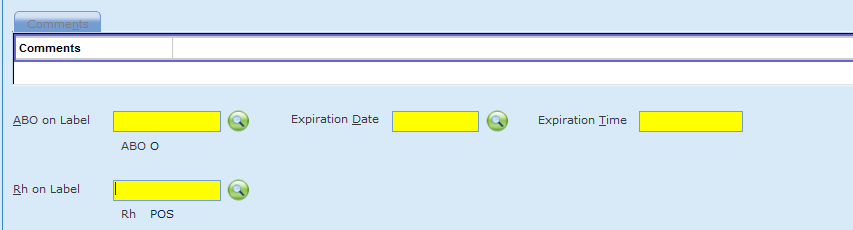 Comments
Comments
ABO on Label Expiration Date Expiration Time
ABO O
Rh on Label
Rh POS